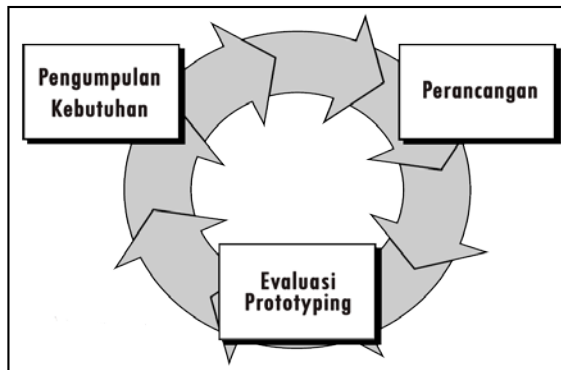 Pengumpulan
Kebutuhan
Perancangan
Evaluasi
Prototyping